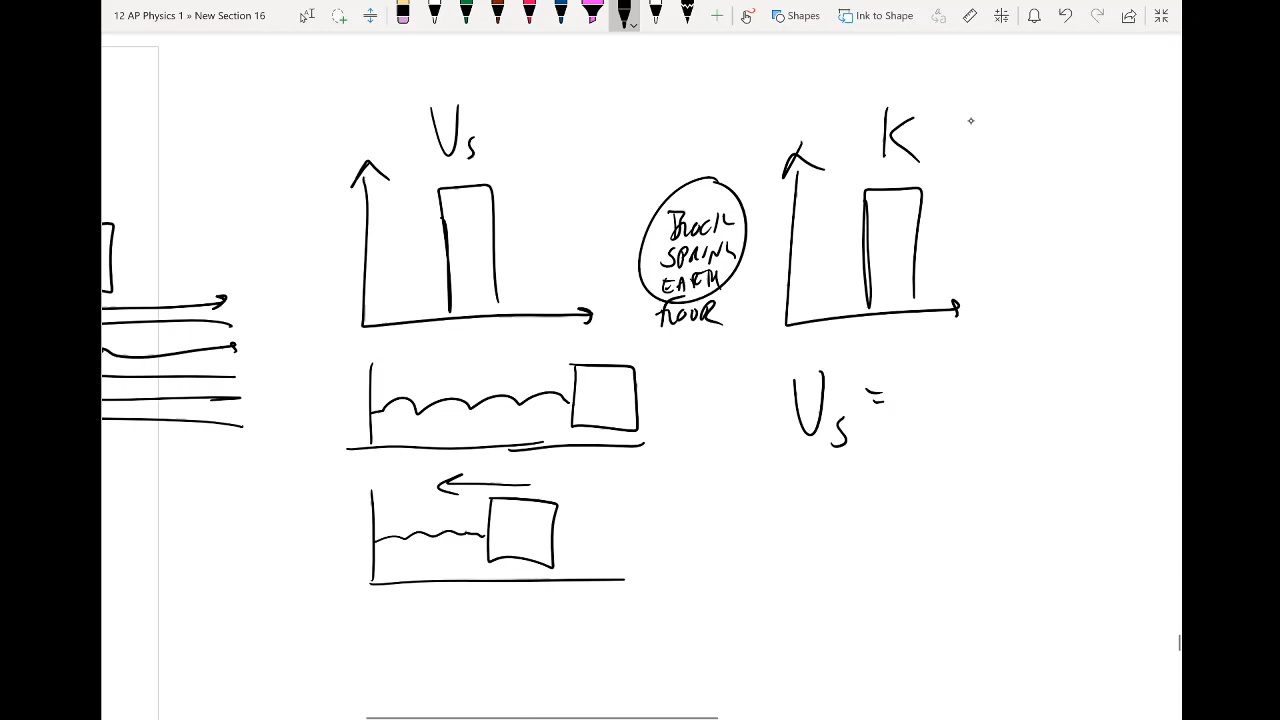 12 AP Physics 1 » New Section 16
Shapes
Ink to Shape
Us
K
BLOCK
SPRING
EARTH
FLOOR
Us =